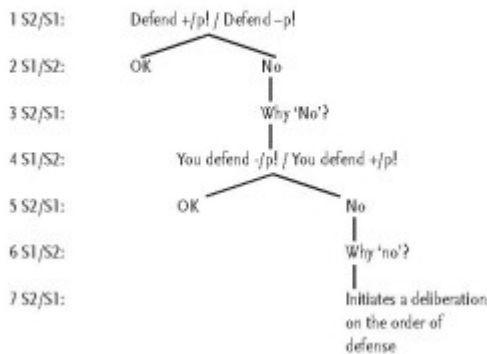 1 S2/S1: Defend +/p! / Defend –p!
2 S1/S2: OK No
3 S2/S1: Why ‘No’?
4 S1/S2: You defend -/p! / You defend +/p!
5 S2/S1: OK No
6 S1/S2: Why ‘no’?
7 S2/S1: Initiates a deliberation
on the order of
defense